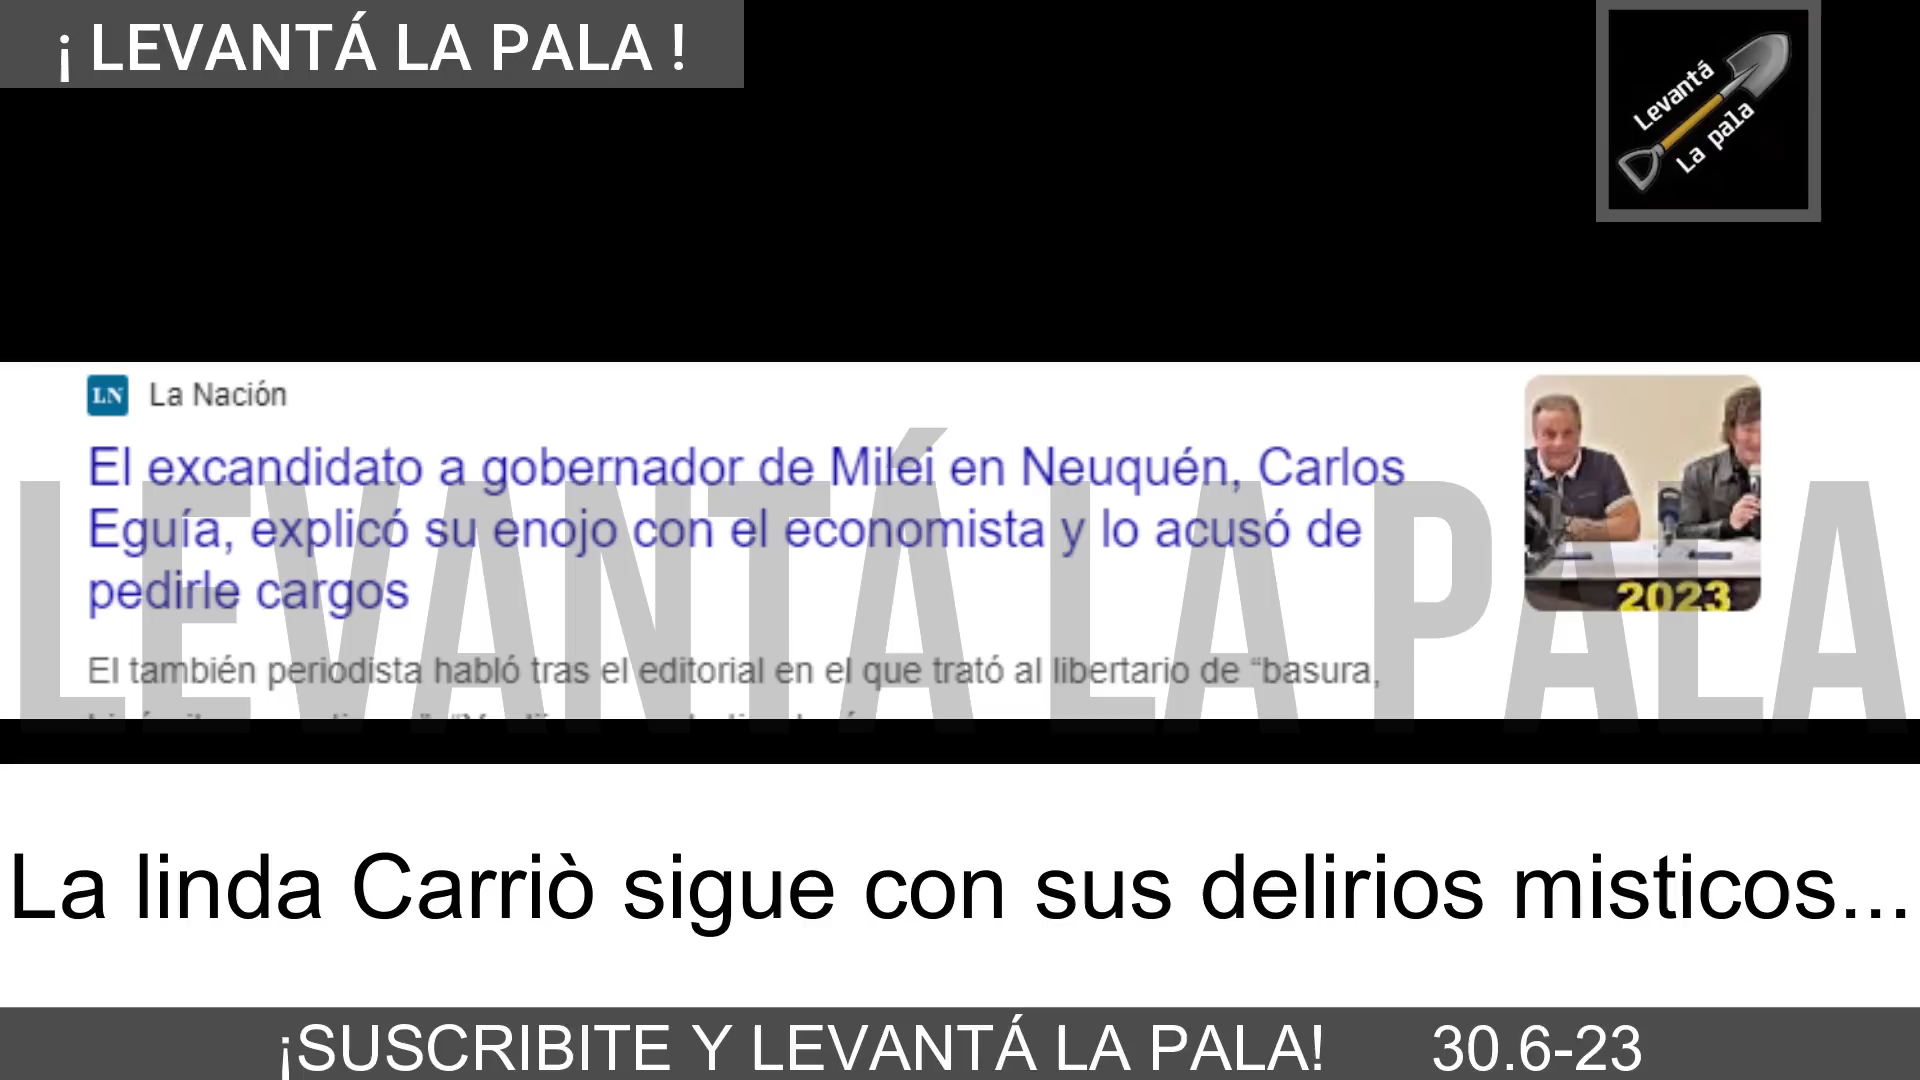 ¡ LEVANTÁ LA PALA !
Levantá
La pala
LN La Nación
El excandidato a gobernador de Milei en Neuquén, Carlos
Eguía, explicó su enojo con el economista y lo acusó de
pedirle cargos
2023
El también periodista habló tras el editorial en el que trató al libertario de “basura,
LEVANTÁ LA PALA
La linda Carriò sigue con sus delirios misticos...
¡SUSCRIBITE Y LEVANTÁ LA PALA! 30.6-23